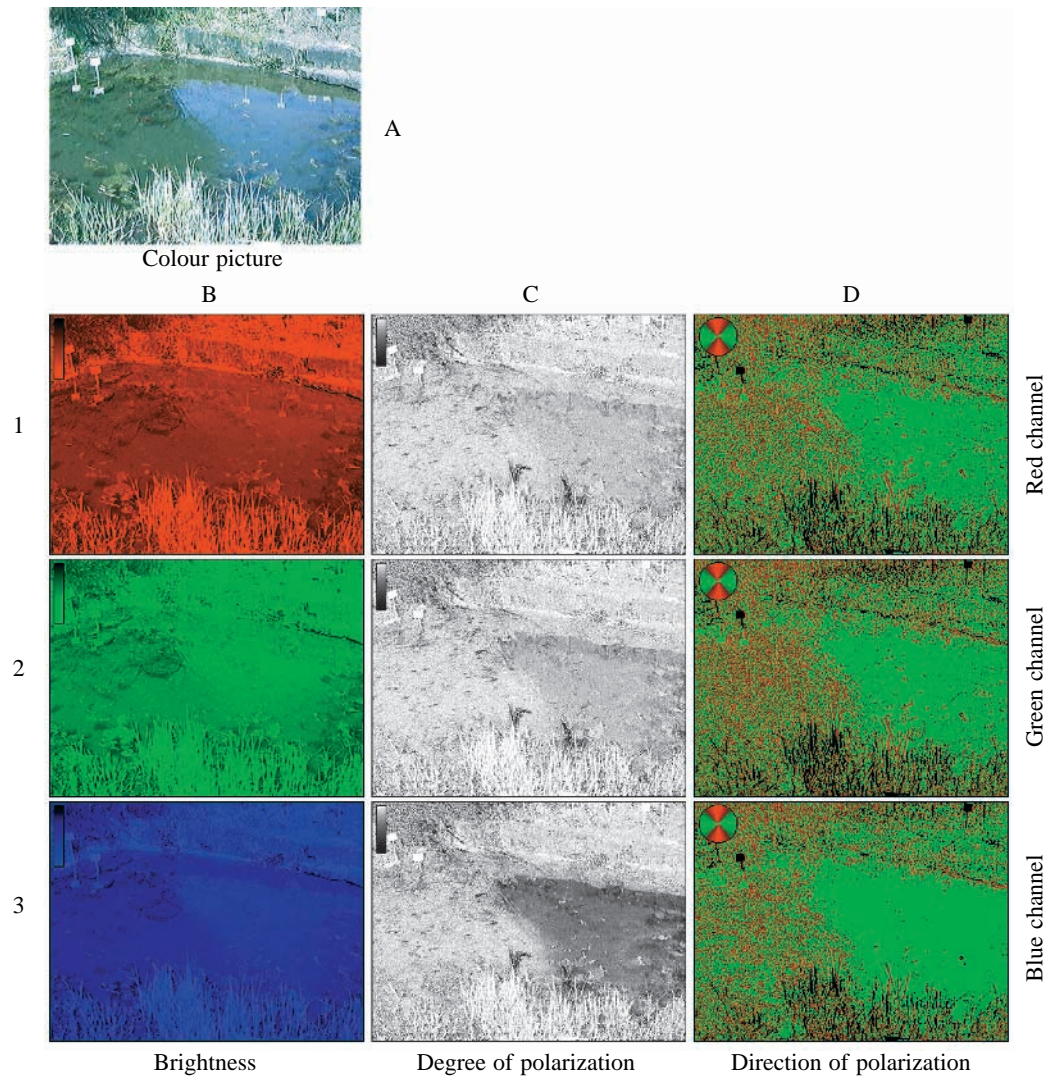 A
Colour picture
B C D
1
Red channel
2
Green channel
3
Blue channel
Brightness Degree of polarization Direction of polarization